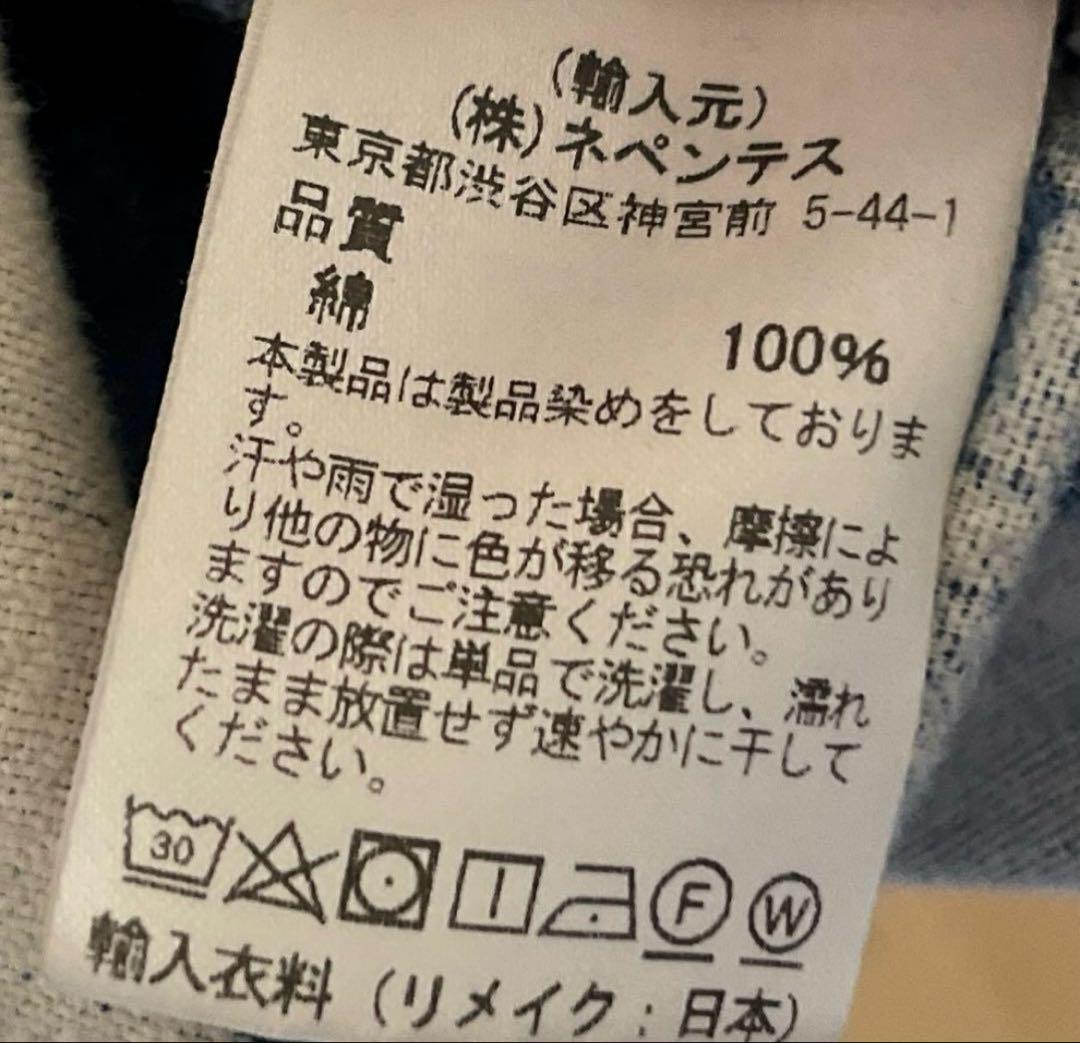 (輸入元)
(株)ネペンテス
東京都渋谷区神宮前 5-44-1
品質
綿 100%
本製品は製品染めをしておりま
す。
汗や雨で湿った場合、摩擦によ
り他の物に色が移る恐れがあり
ますのでご注意ください。
洗濯の際は単品で洗濯し、濡れ
たまま放置せず速やかに干して
ください。
30 F W
輸入衣料 (リメイク:日本)